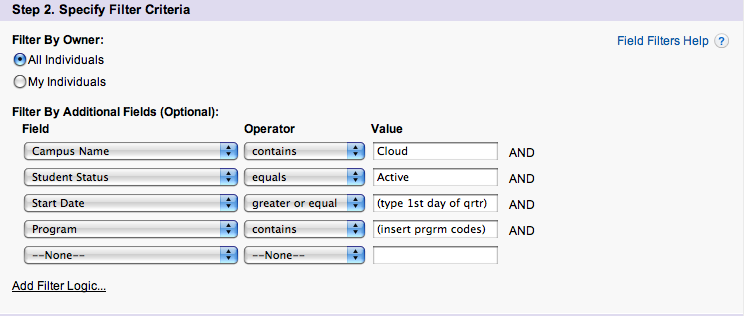 Step 2. Specify Filter Criteria
Filter By Owner:
Field Filters Help ?
All Individuals
My Individuals
Filter By Additional Fields (Optional):
Field Operator Value
Campus Name contains Cloud AND
Student Status equals Active AND
Start Date greater or equal (type 1st day of qrtr) AND
Program contains (insert prgrm codes) AND
--None-- --None--
Add Filter Logic...